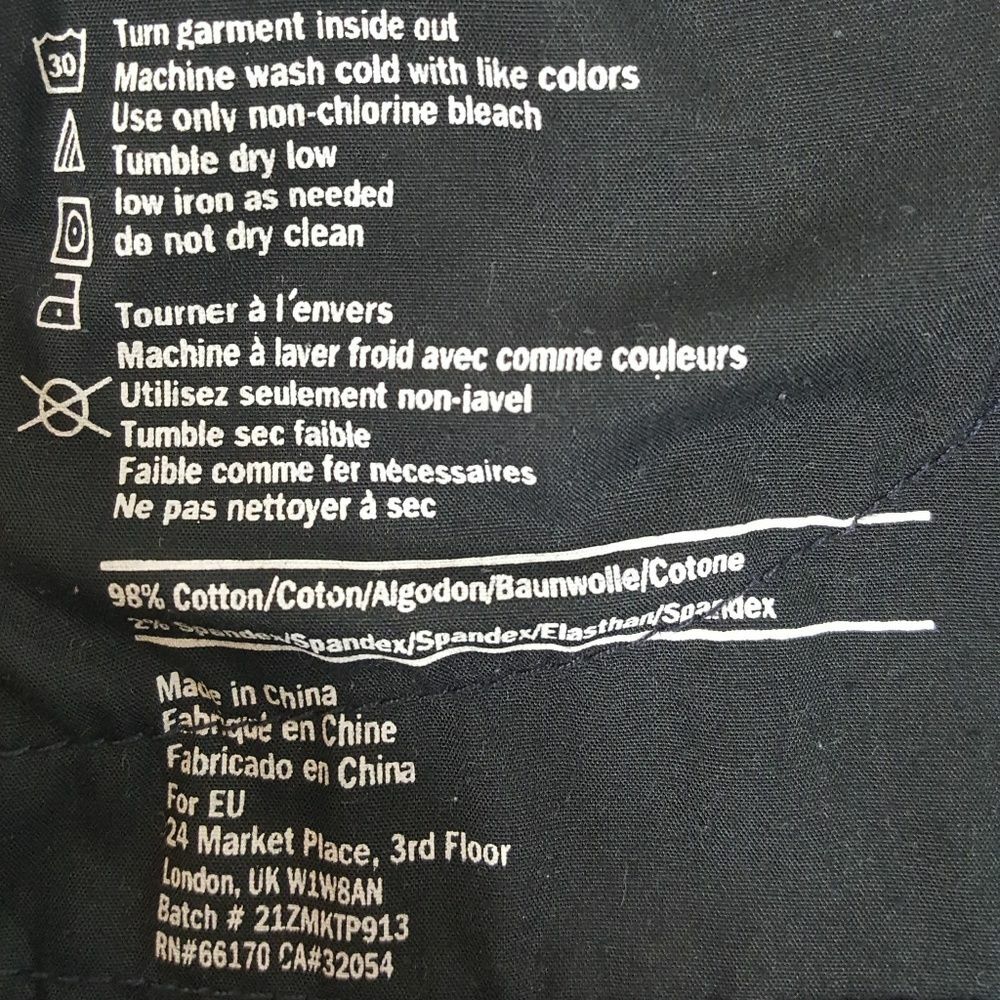 30
Turn garment inside out
Machine wash cold with like colors
Use only non-chlorine bleach
Tumble dry low
low iron as needed
do not dry clean
Tourner à l'envers
Machine à laver froid avec comme couleurs
Utilisez seulement non-javel
Tumble sec faible
Faible comme fer nècessaires
Ne pas nettoyer à sec
98% Cotton/Coton/Algodon/Baunwolle/Cotone
2% Spandex/Spandex/Spandex/Elasthan/Spandex
Made in China
Fabriqué en Chine
Fabricado en China
For EU
24 Market Place, 3rd Floor
London, UK W1W8AN
Batch # 21ZMKTP913
RN#66170 CA#32054